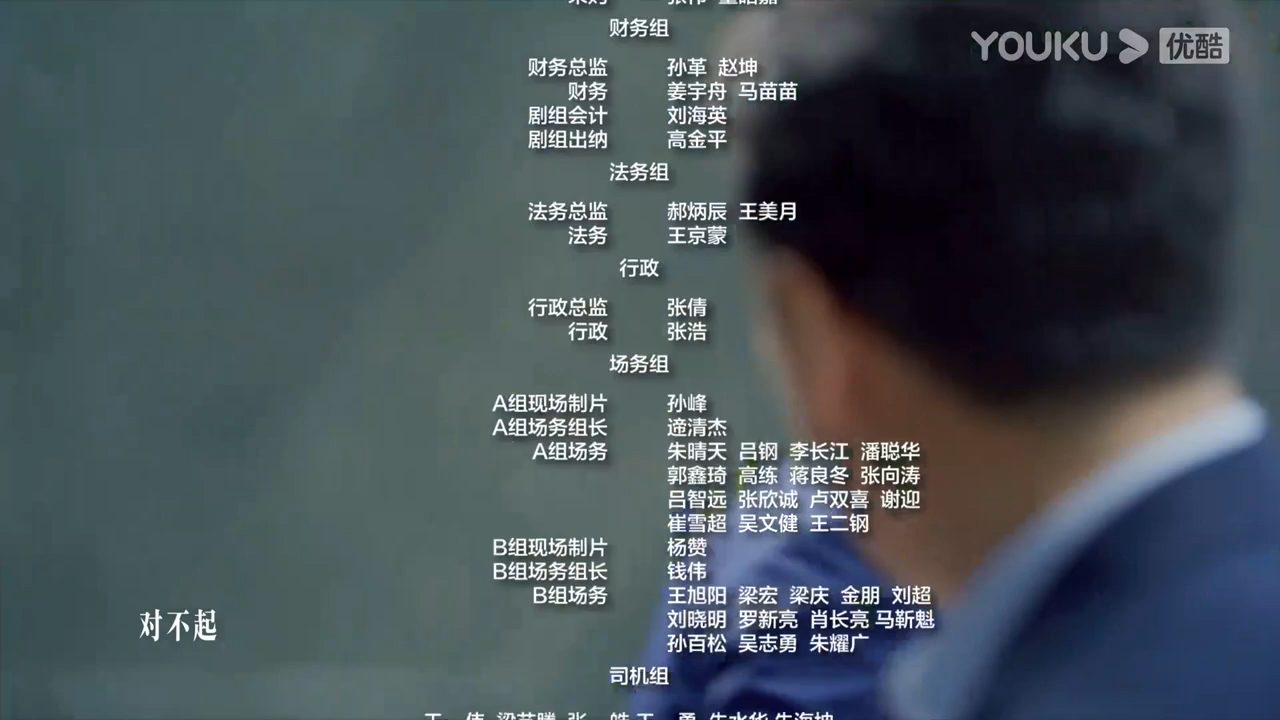 YOUKU 优酷
财务组
财务总监 孙革 赵坤
财务 姜宇舟 马苗苗
剧组会计 刘海英
剧组出纳 高金平
法务组
法务总监 郝炳辰 王美月
法务 王京蒙
行政
行政总监 张倩
行政 张浩
场务组
A组现场制片 孙峰
A组场务组长 遆清杰
A组场务 朱晴天 吕钢 李长江 潘聪华
郭鑫琦 高练 蒋良冬 张向涛
吕智远 张欣诚 卢双喜 谢迎
崔雪超 吴文健 王二钢
B组现场制片 杨赞
B组场务组长 钱伟
B组场务 王旭阳 梁宏 梁庆 金朋 刘超
刘晓明 罗新亮 肖长亮 马靳魁
孙百松 吴志勇 朱耀广
对不起
司机组